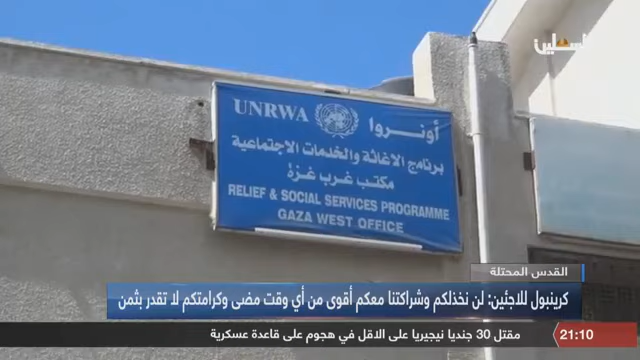 فلسطين
UNRWA أونروا
برنامج الاغاثة والخدمات الاجتماعية
مكتب غرب غزة
RELIEF & SOCIAL SERVICES PROGRAMME
GAZA WEST OFFICE
القدس المحتلة
كرينبول للاجئين: لن نخذلكم وشراكتنا معكم أقوى من أي وقت مضى وكرامتكم لا تقدر بثمن
مقتل 30 جنديا نيجيريا على الاقل في هجوم على قاعدة عسكرية
21:10